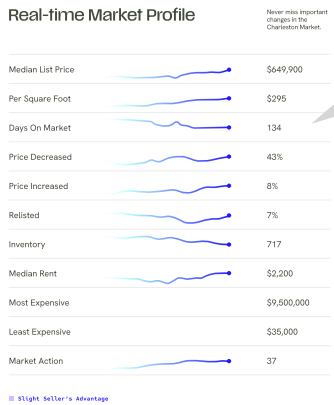 Real-time Market Profile
Never miss important
changes in the
Charleston Market.
Median List Price $649,900
Per Square Foot $295
Days On Market 134
Price Decreased 43%
Price Increased 8%
Relisted 7%
Inventory 717
Median Rent $2,200
Most Expensive $9,500,000
Least Expensive $35,000
Market Action 37
Slight Seller's Advantage